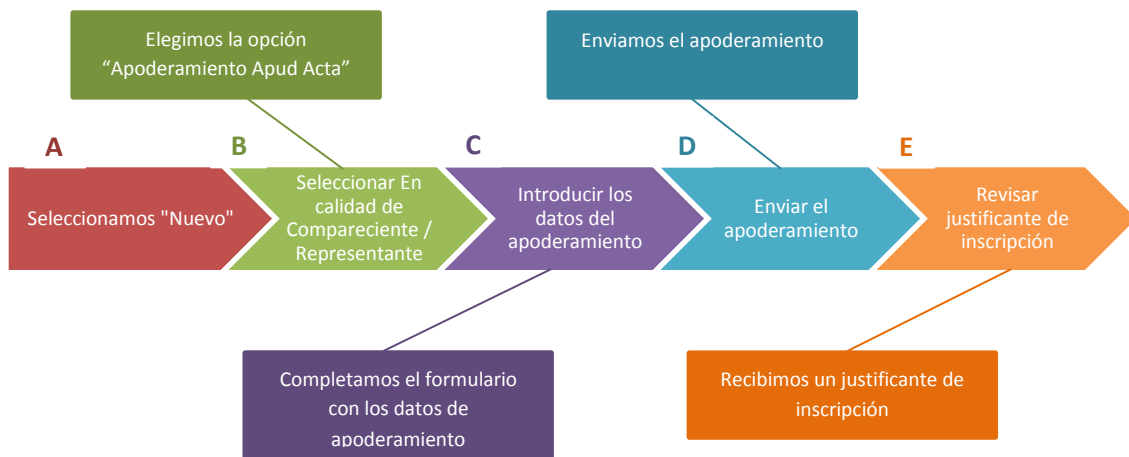 Elegimos la opción
“Apoderamiento Apud Acta”
Enviamos el apoderamiento
A
B
C
D
E
Seleccionamos "Nuevo"
Seleccionar En
calidad de
Compareciente /
Representante
Introducir los
datos del
apoderamiento
Enviar el
apoderamiento
Revisar
justificante de
inscripción
Completamos el formulario
con los datos de
apoderamiento
Recibimos un justificante de
inscripción